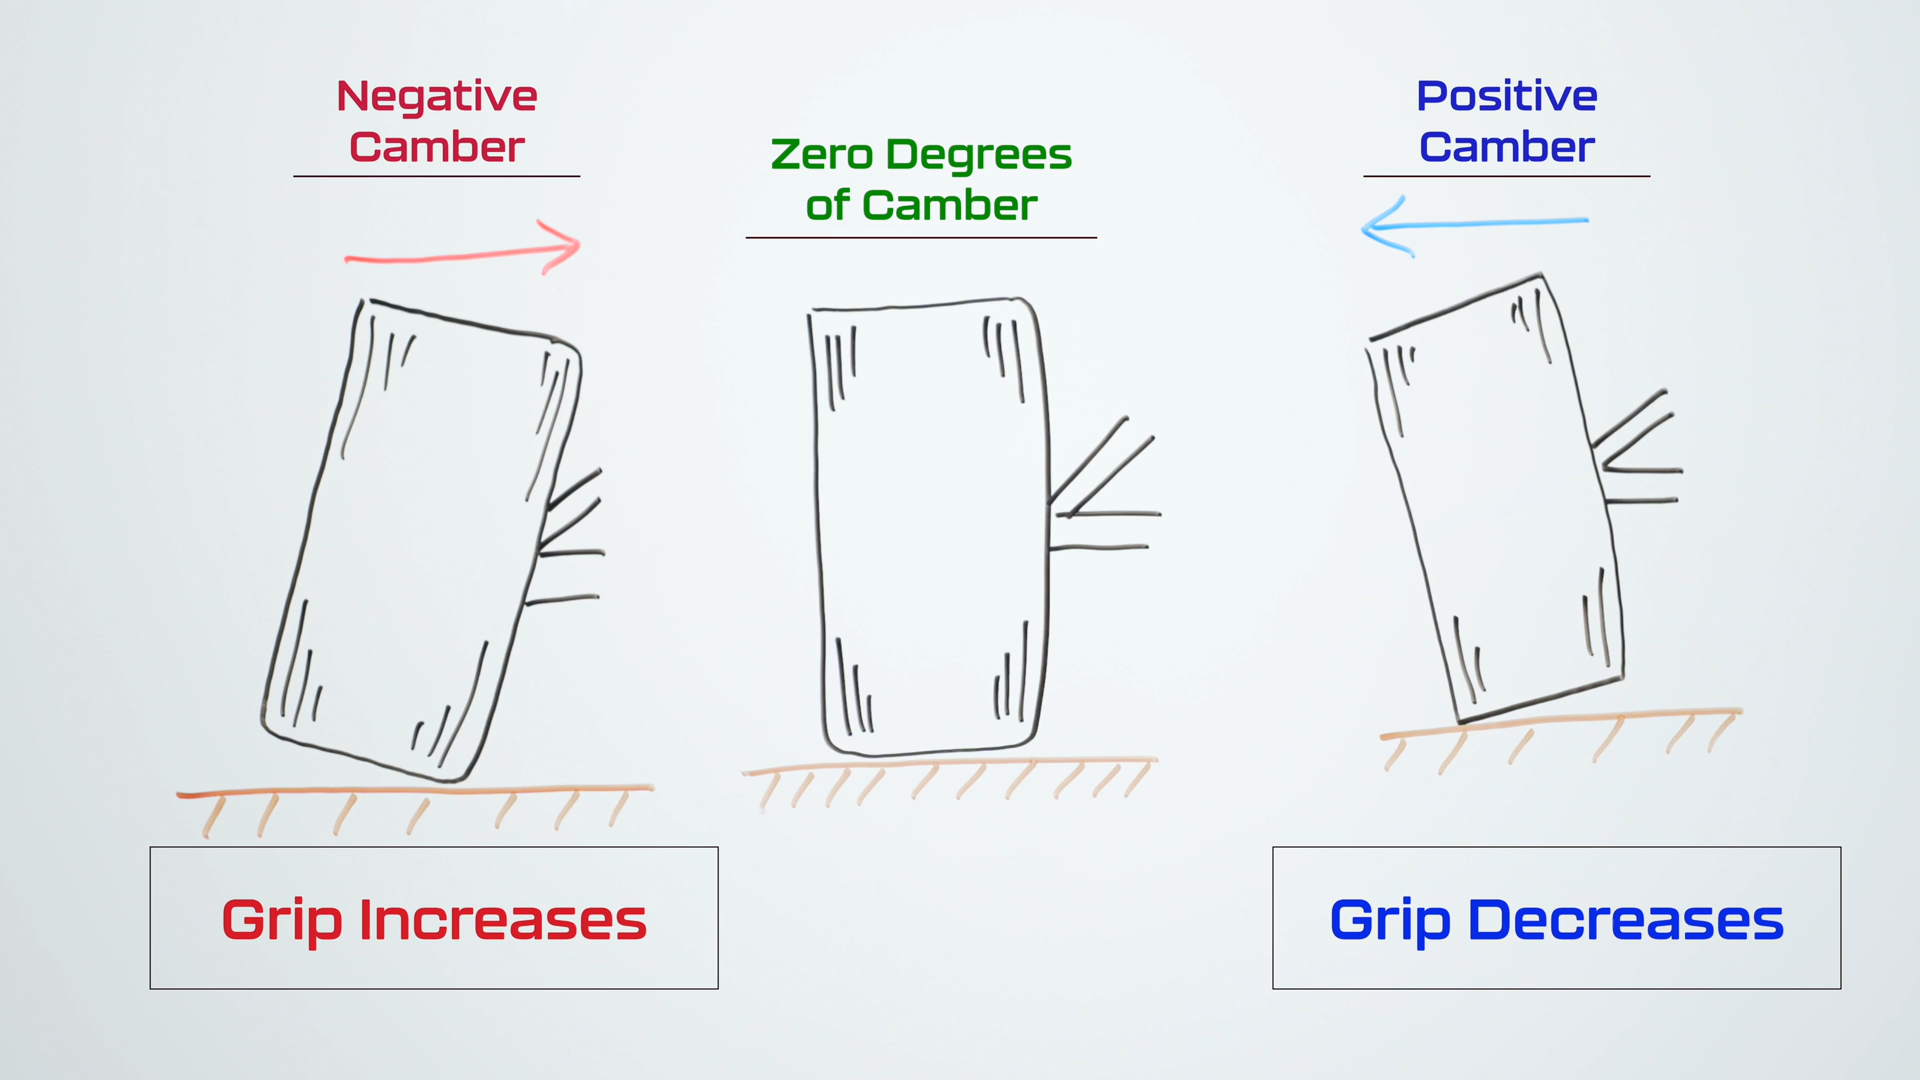 Negative
Camber
Zero Degrees
of Camber
Positive
Camber
Grip Increases
Grip Decreases